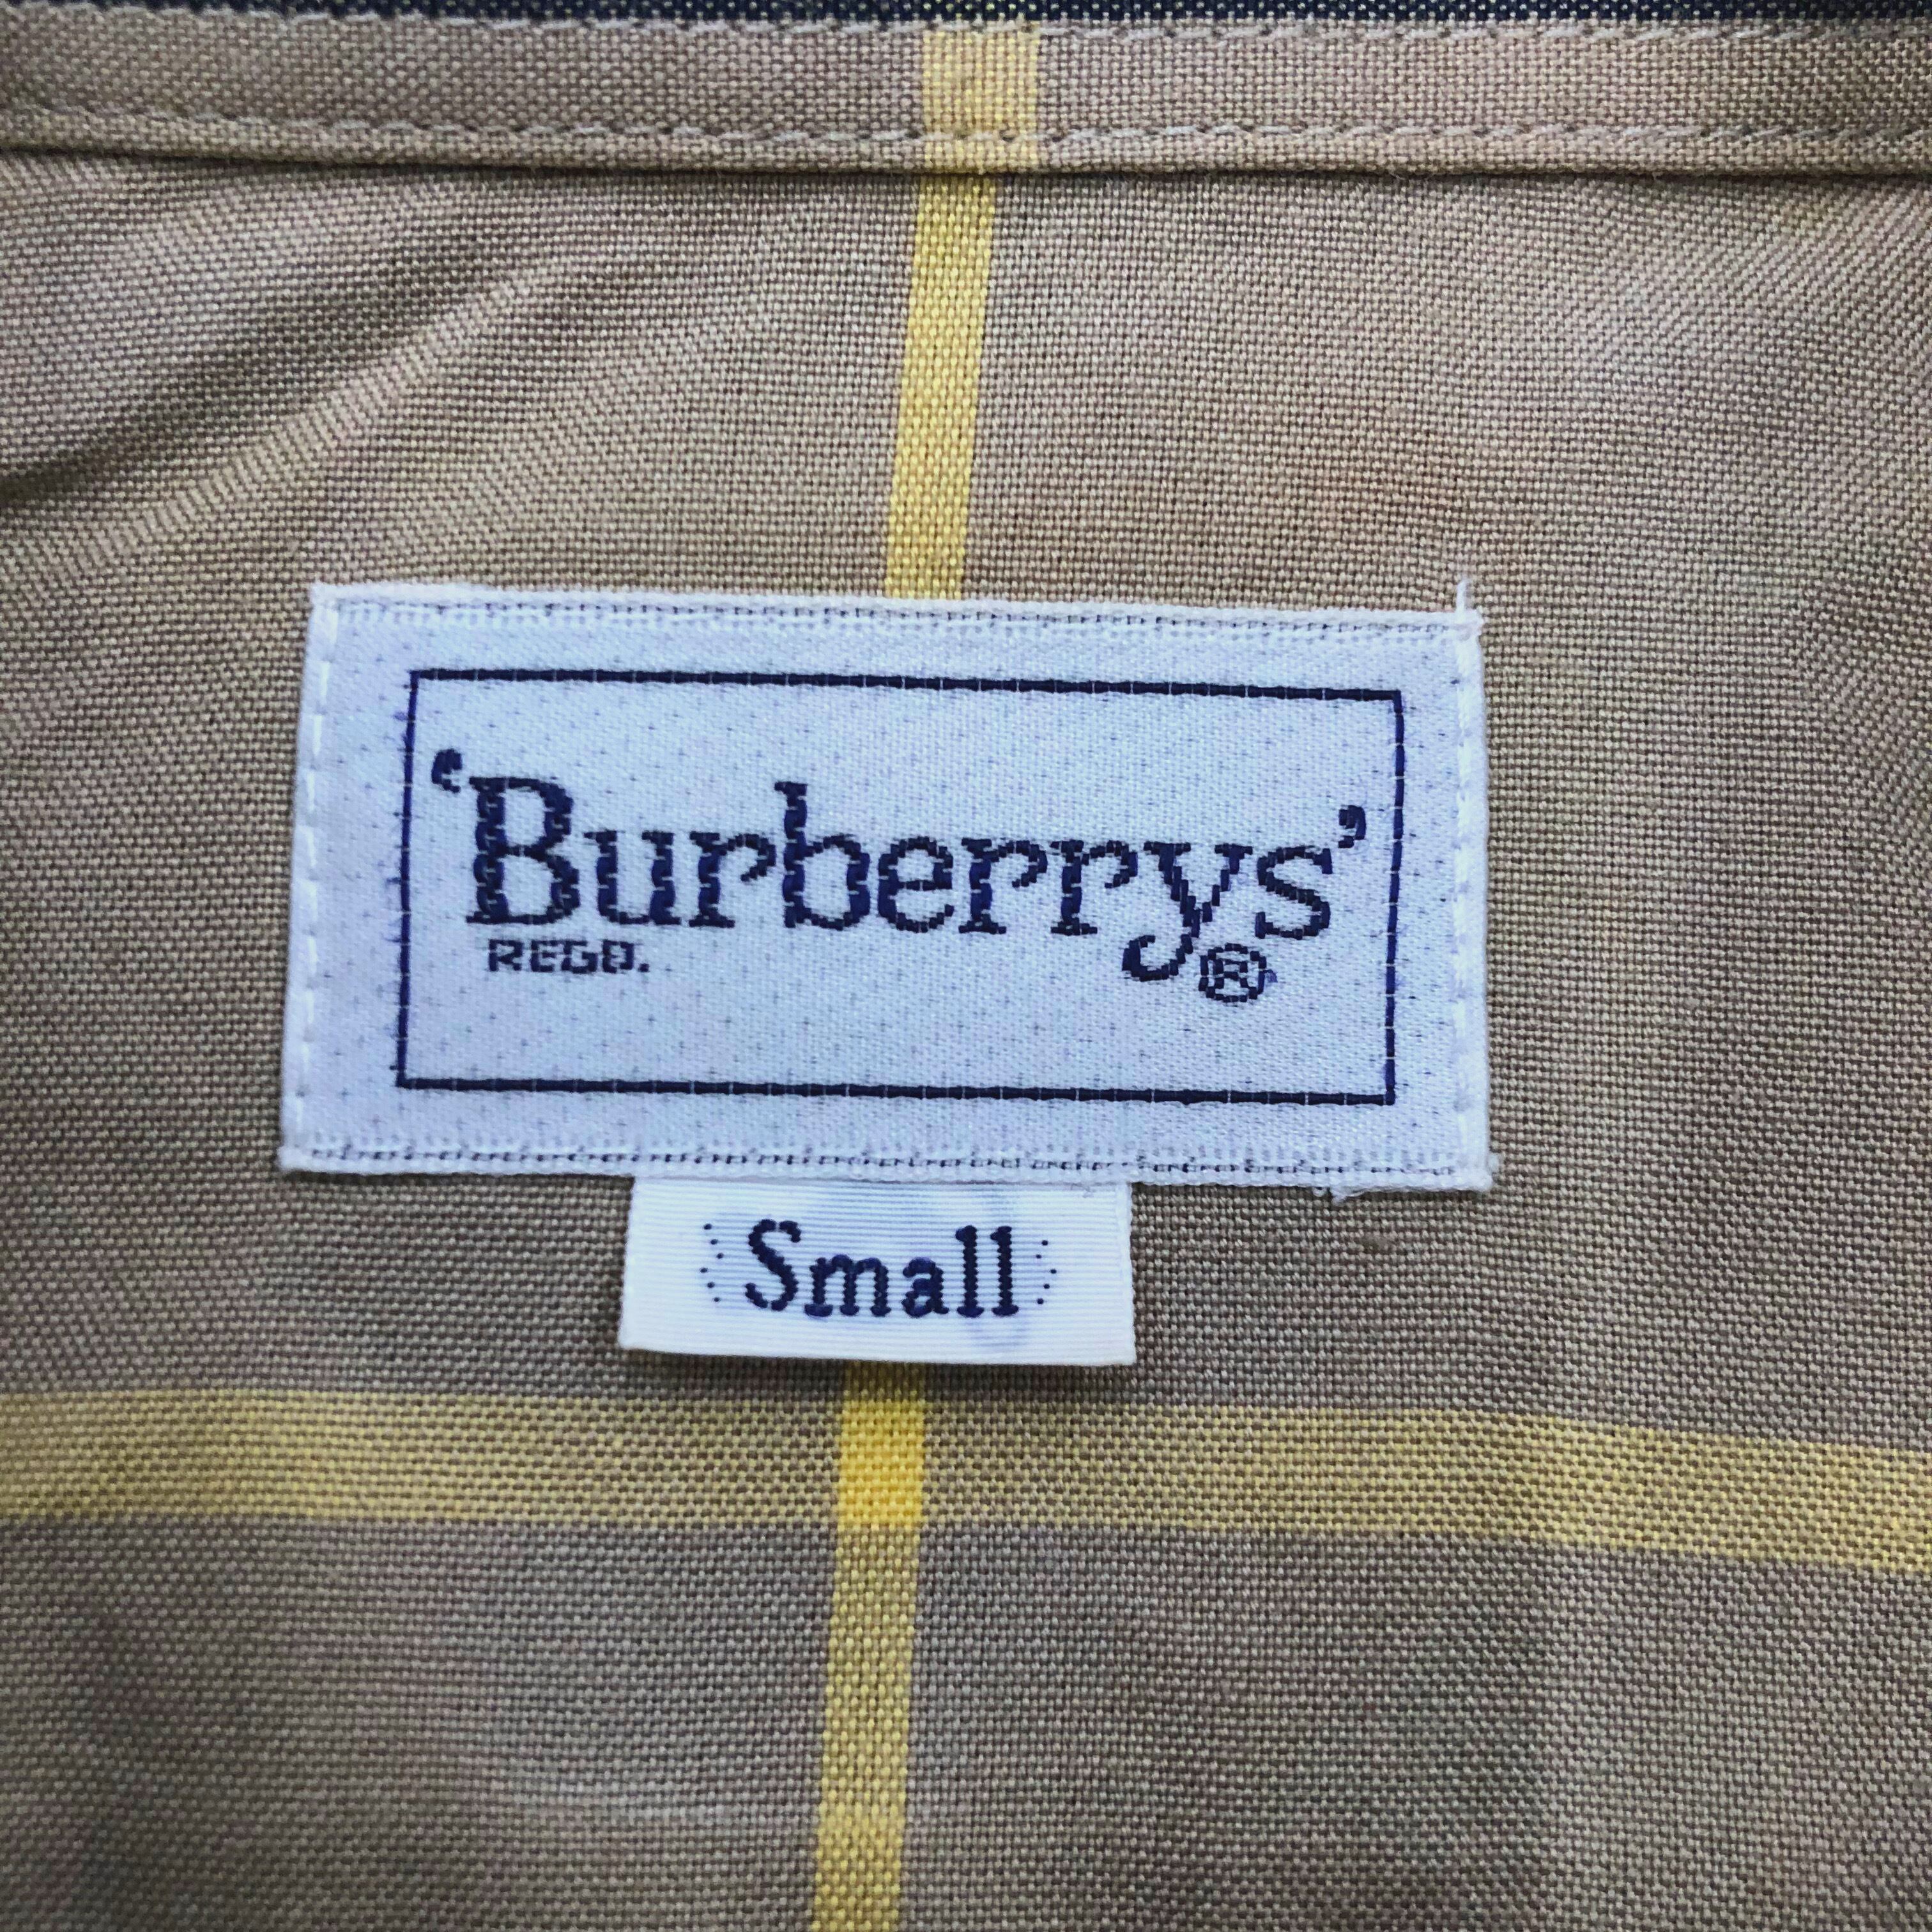 ‘Burberrys’
REGD. ®
Small